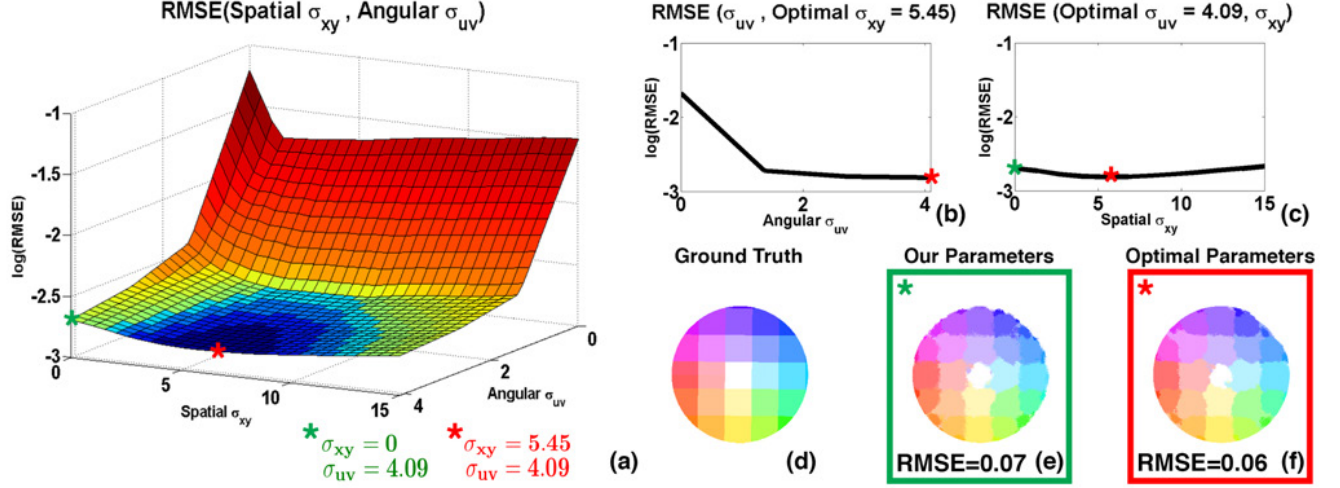 RMSE(Spatial σxy , Angular σuv)
-1
-1.5
-2
-2.5
-3
log(RMSE)
0
5
10
15
Spatial σxy
0
2
4
Angular σuv
* σxy = 0
σuv = 4.09
* σxy = 5.45
σuv = 4.09
(a)
RMSE (σuv , Optimal σxy = 5.45)
-1
-2
-3
log(RMSE)
0
2
4
Angular σuv
(b)
RMSE (Optimal σuv = 4.09, σxy)
-1
-2
-3
log(RMSE)
0
5
10
15
Spatial σxy
(c)
Ground Truth
(d)
Our Parameters
*
RMSE=0.07 (e)
Optimal Parameters
*
RMSE=0.06 (f)